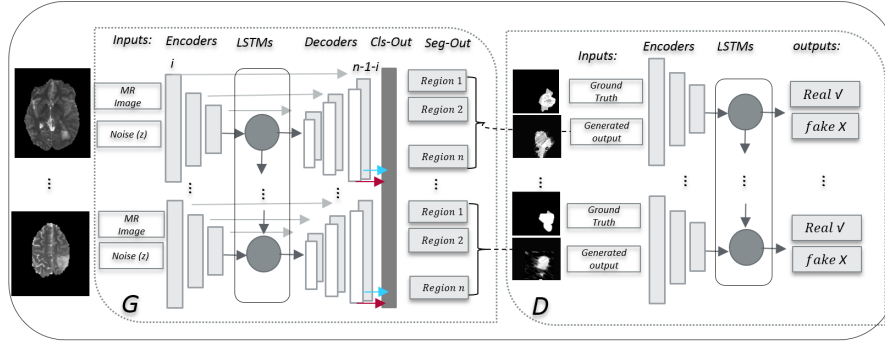 Inputs: Encoders LSTMs Decoders Cls-Out Seg-Out
i
n-1-i
MR
Image
Noise (z)
Region 1
Region 2
Region n
...
...
...
...
MR
Image
Noise (z)
Region 1
Region 2
Region n
G
Inputs: Encoders LSTMs outputs:
Ground
Truth
Generated
output
Real √
fake X
...
...
...
Ground
Truth
Generated
output
Real √
fake X
D